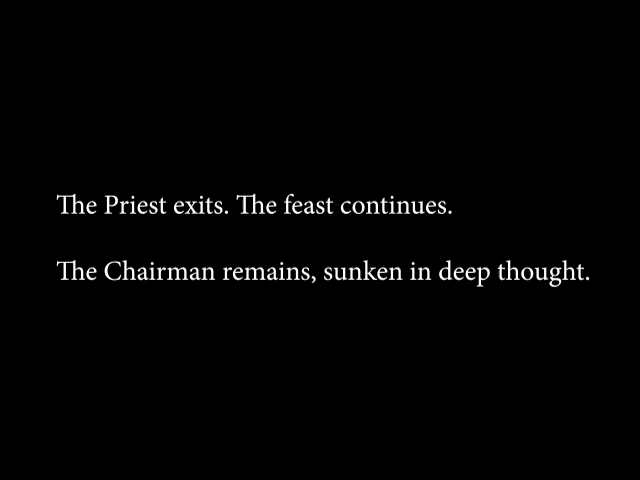 The Priest exits. The feast continues.
The Chairman remains, sunken in deep thought.